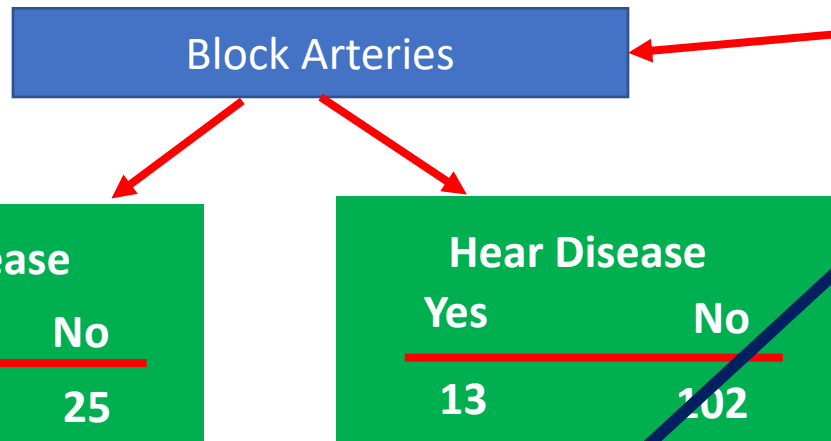 Block Arteries
ease
No
25
Hear Disease
Yes No
13 102